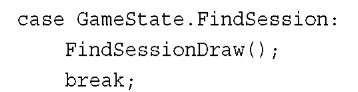 case GameState.FindSession:
    FindSessionDraw();
    break;